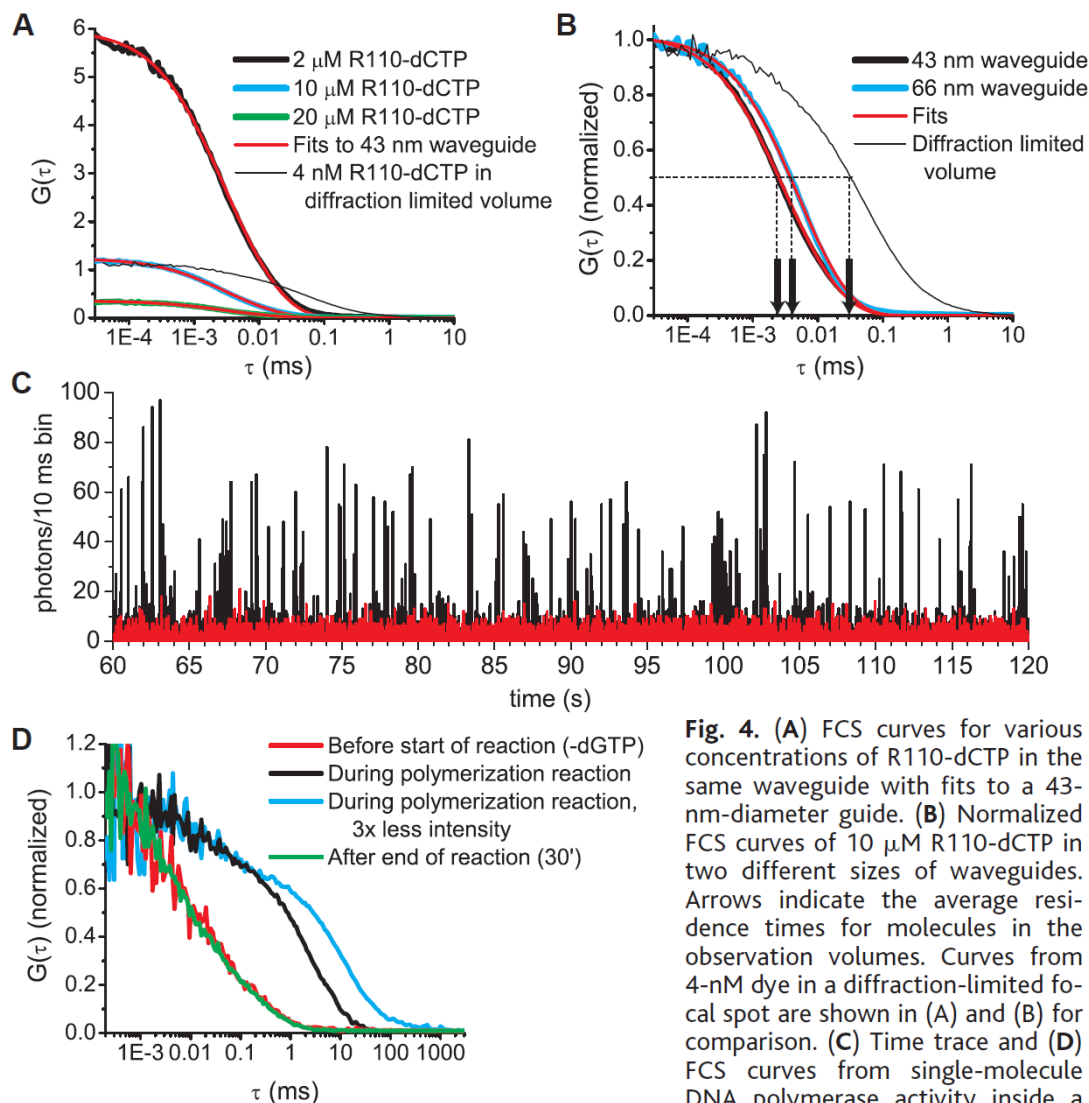 A
6
5
4
3
2
1
0
G(τ)
1E-4 1E-3 0.01 0.1 1 10
τ (ms)
2 μM R110-dCTP
10 μM R110-dCTP
20 μM R110-dCTP
Fits to 43 nm waveguide
4 nM R110-dCTP in
diffraction limited volume
B
1.0
0.8
0.6
0.4
0.2
0.0
G(τ) (normalized)
1E-4 1E-3 0.01 0.1 1 10
τ (ms)
43 nm waveguide
66 nm waveguide
Fits
Diffraction limited
volume
C
100
80
60
40
20
0
photons/10 ms bin
60 65 70 75 80 85 90 95 100 105 110 115 120
time (s)
D
1.2
1.0
0.8
0.6
0.4
0.2
0.0
G(τ) (normalized)
1E-3 0.01 0.1 1 10 100 1000
τ (ms)
Before start of reaction (-dGTP)
During polymerization reaction
During polymerization reaction,
3x less intensity
After end of reaction (30')
Fig. 4. (A) FCS curves for various
concentrations of R110-dCTP in the
same waveguide with fits to a 43-
nm-diameter guide. (B) Normalized
FCS curves of 10 μM R110-dCTP in
two different sizes of waveguides.
Arrows indicate the average resi-
dence times for molecules in the
observation volumes. Curves from
4-nM dye in a diffraction-limited fo-
cal spot are shown in (A) and (B) for
comparison. (C) Time trace and (D)
FCS curves from single-molecule
DNA polymerase activity inside a